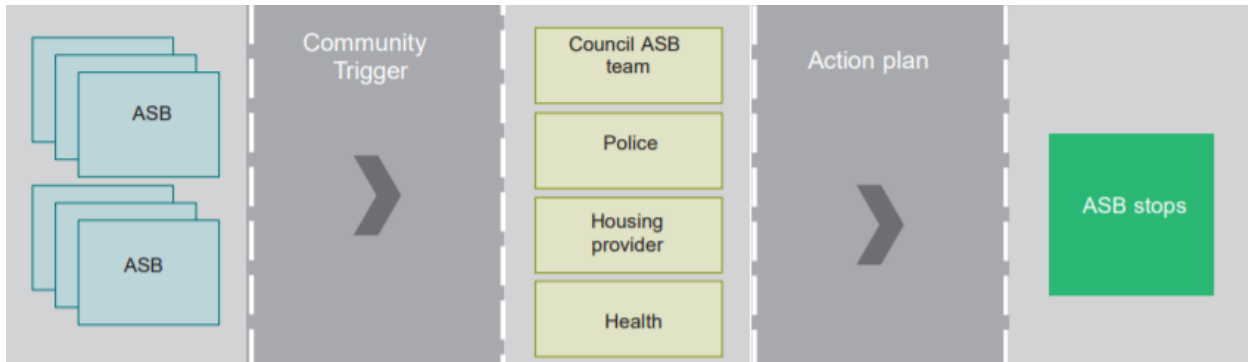 ASB
ASB
Community
Trigger
Council ASB
team
Police
Housing
provider
Health
Action plan
ASB stops